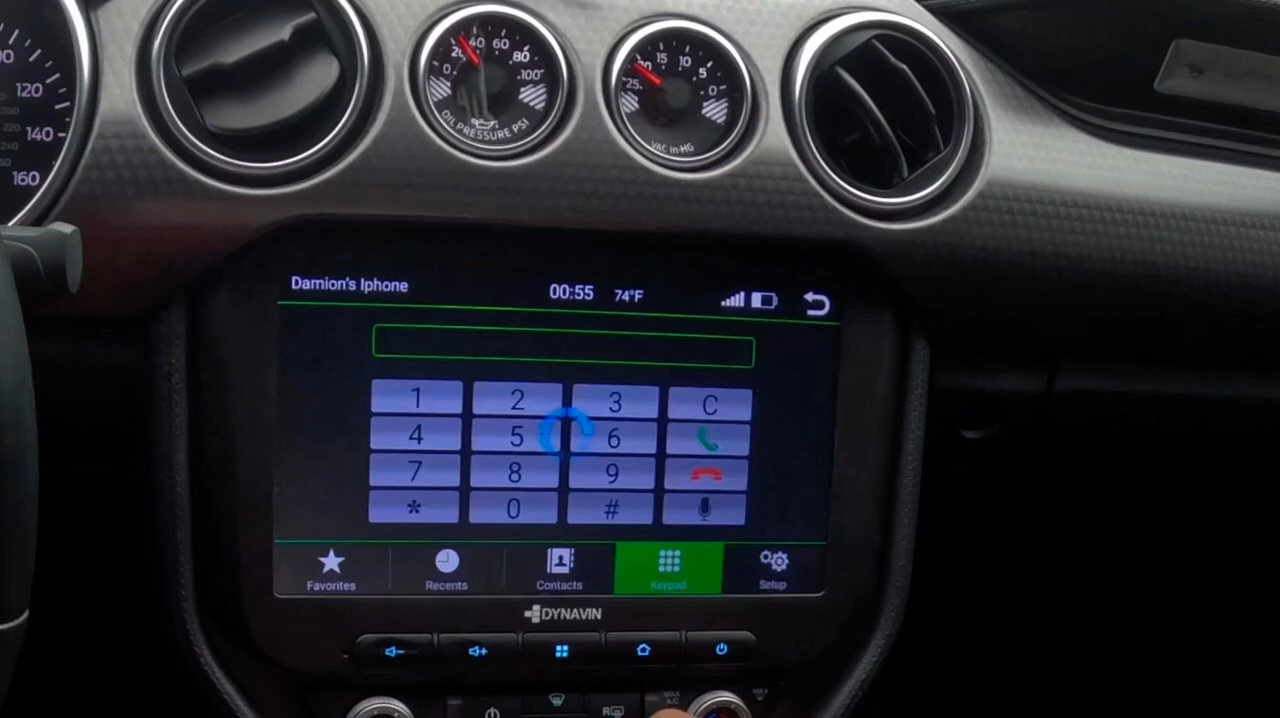 120
140
160
0
20
40
60
80
100
OIL PRESSURE PSI
25
20
15
10
5
0
VAC in-HG
Damion's Iphone
00:55
74°F
1 2 3 C
4 5 6
7 8 9
* 0 #
Favorites
Recents
Contacts
Keypad
Setup
DYNAVIN
MAX
A/C
MAX
R